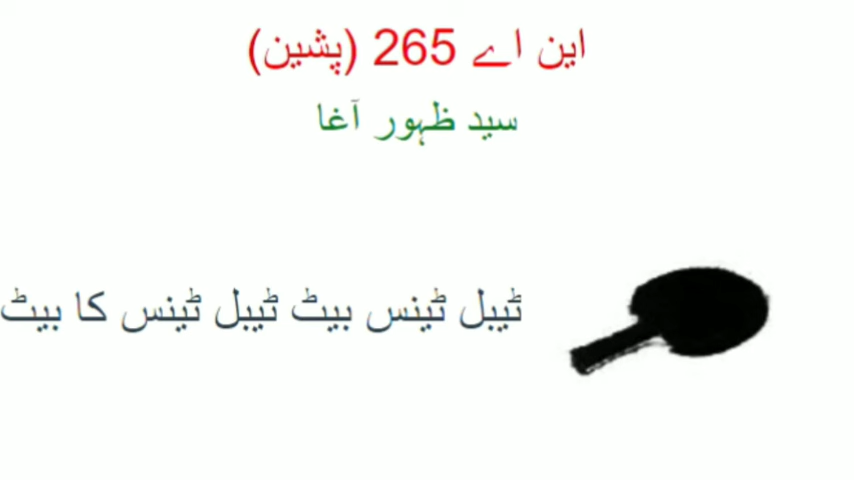 این اے 265 (پشین)
سید ظہور آغا
ٹیبل ٹینس بیٹ ٹیبل ٹینس کا بیٹ